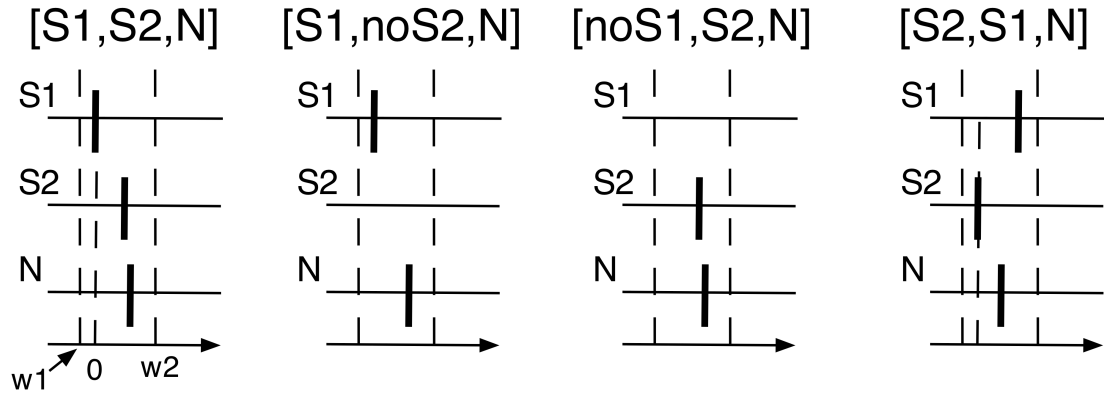 [S1,S2,N] [S1,noS2,N] [noS1,S2,N] [S2,S1,N]
S1 S1 S1 S1
S2 S2 S2 S2
N N N N
w1 0 w2